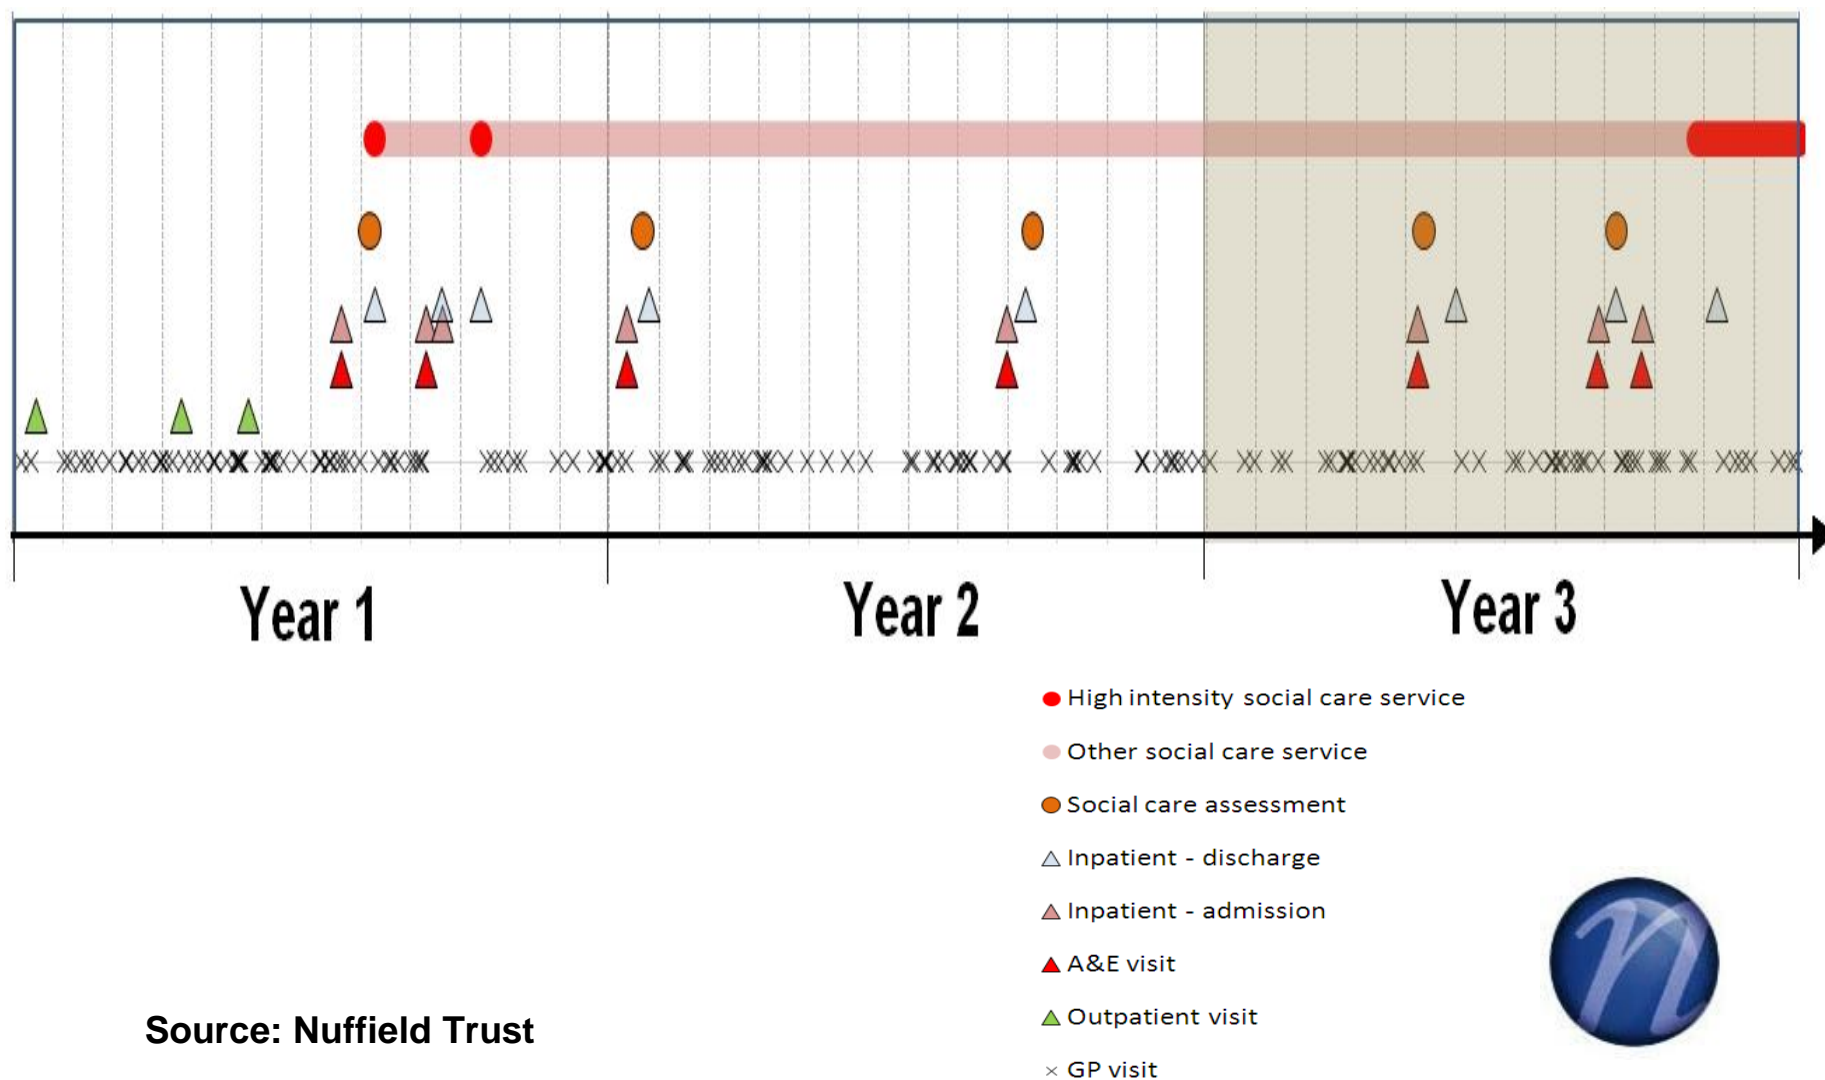 Year 1
Year 2
Year 3
High intensity social care service
Other social care service
Social care assessment
Inpatient - discharge
Inpatient - admission
A&E visit
Outpatient visit
GP visit
Source: Nuffield Trust
n